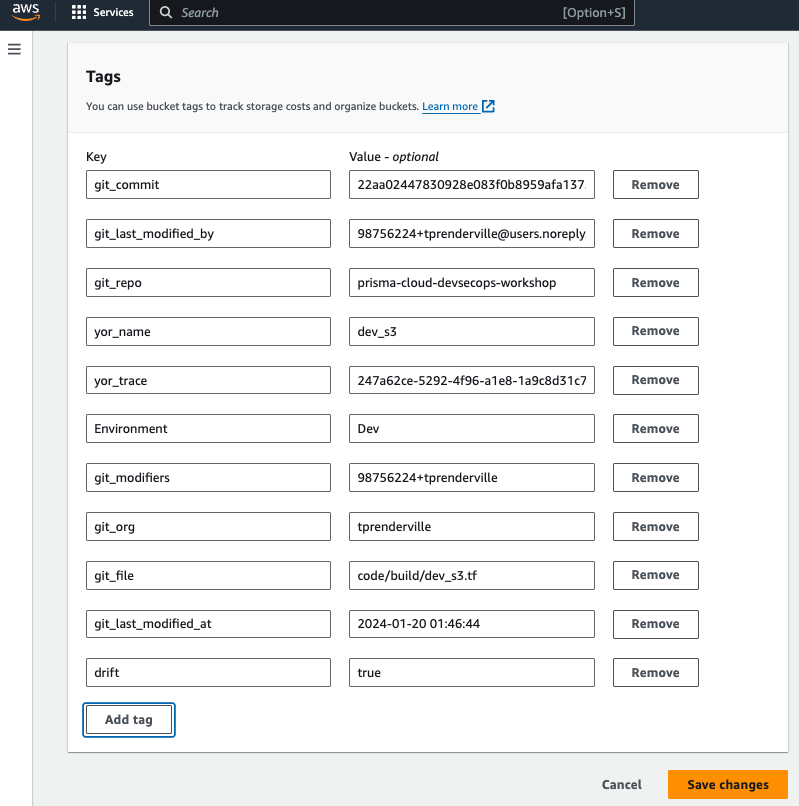 aws Services Search [Option+S]
Tags
You can use bucket tags to track storage costs and organize buckets. Learn more
Key Value - optional
git_commit 22aa02447830928e083f0b8959afa137 Remove
git_last_modified_by 98756224+tprenderville@users.noreply Remove
git_repo prisma-cloud-devsecops-workshop Remove
yor_name dev_s3 Remove
yor_trace 247a62ce-5292-4f96-a1e8-1a9c8d31c7 Remove
Environment Dev Remove
git_modifiers 98756224+tprenderville Remove
git_org tprenderville Remove
git_file code/build/dev_s3.tf Remove
git_last_modified_at 2024-01-20 01:46:44 Remove
drift true Remove
Add tag
Cancel Save changes